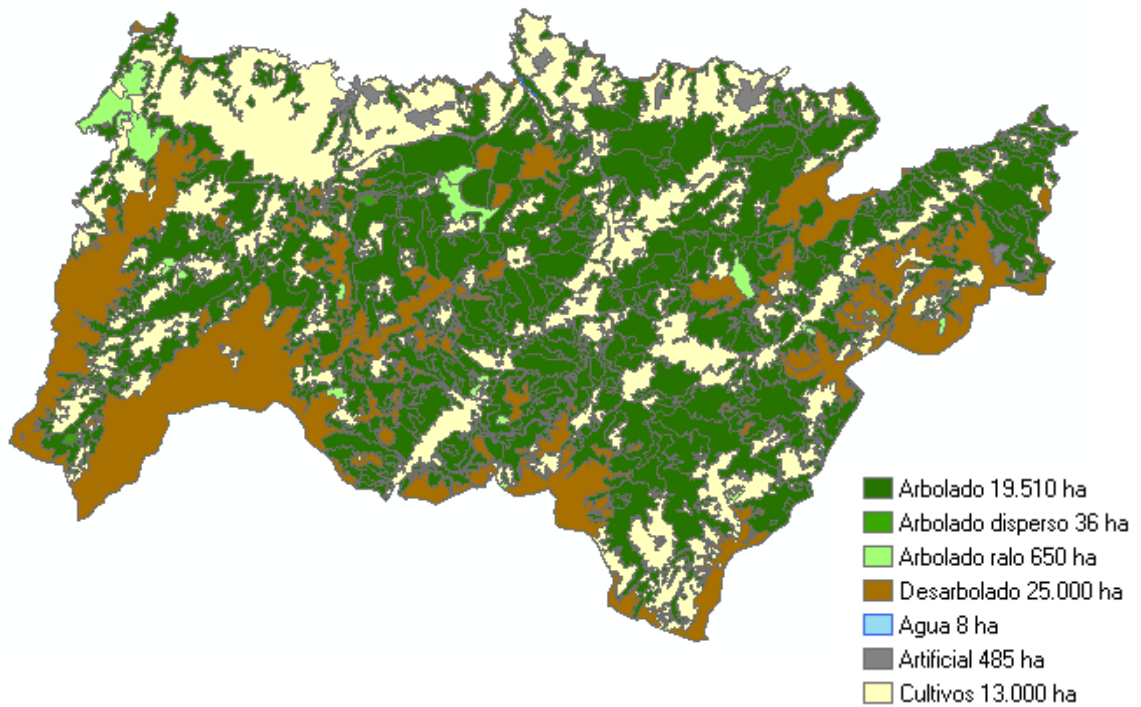 Arbolado 19.510 ha
Arbolado disperso 36 ha
Arbolado ralo 650 ha
Desarbolado 25.000 ha
Agua 8 ha
Artificial 485 ha
Cultivos 13.000 ha